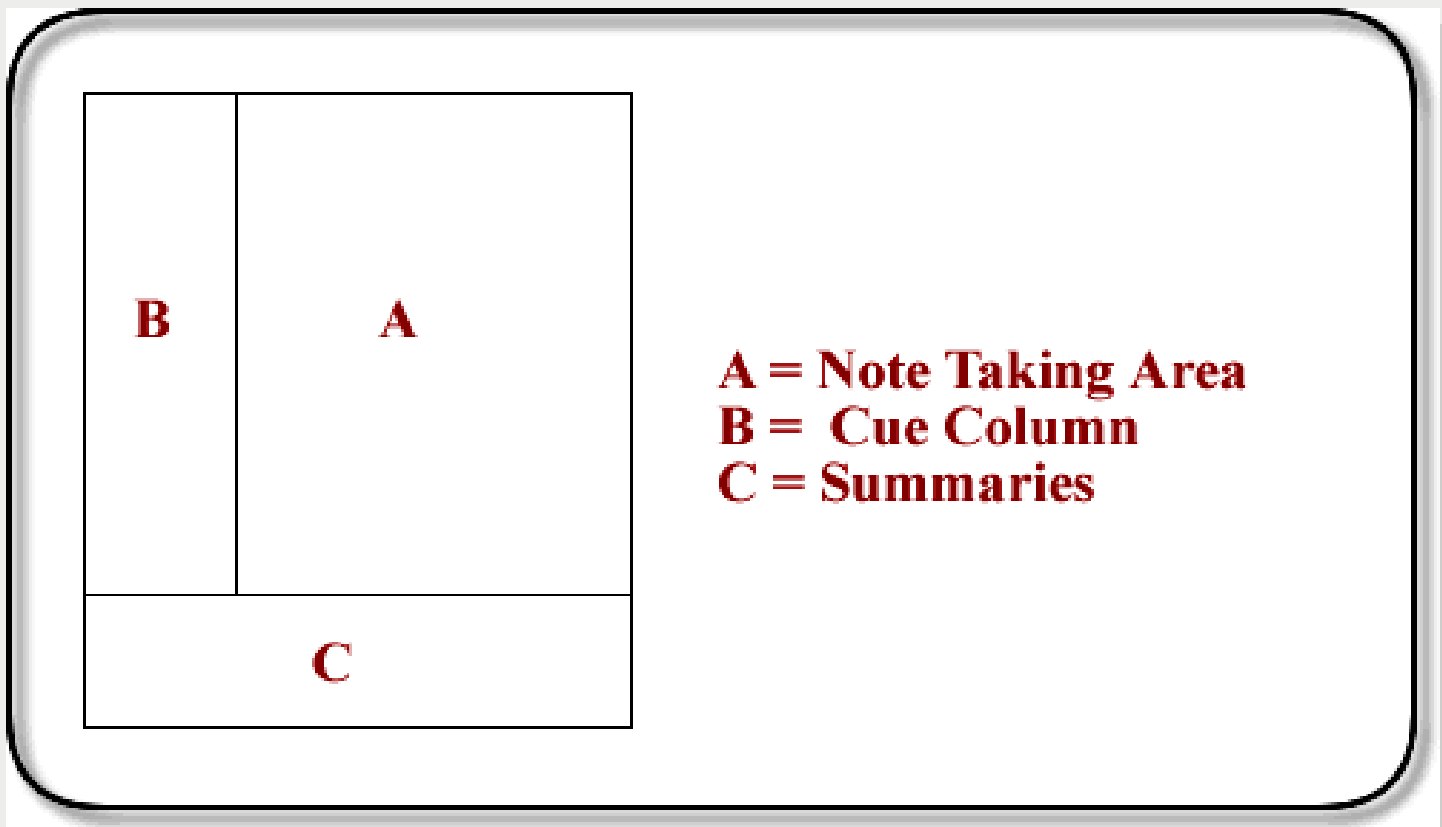 B
A
A = Note Taking Area
B = Cue Column
C = Summaries
C